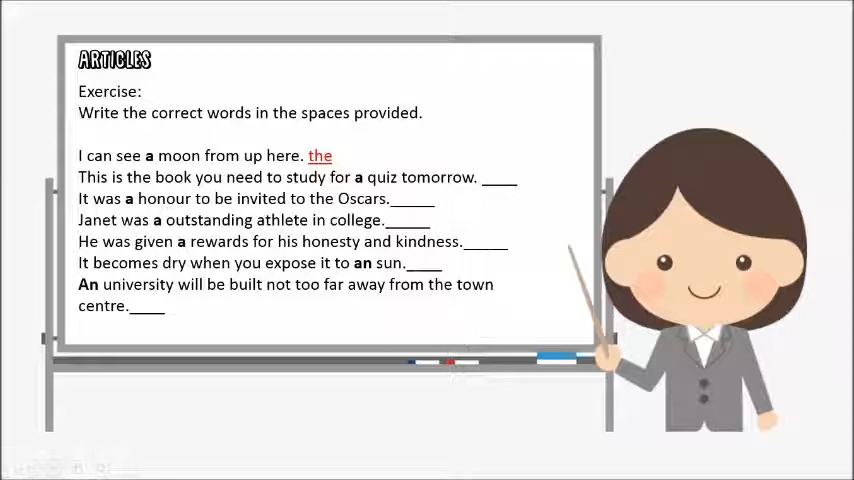 ARTICLES
Exercise:
Write the correct words in the spaces provided.
I can see a moon from up here. the
This is the book you need to study for a quiz tomorrow. ____
It was a honour to be invited to the Oscars._____
Janet was a outstanding athlete in college._____
He was given a rewards for his honesty and kindness._____
It becomes dry when you expose it to an sun.____
An university will be built not too far away from the town
centre.____